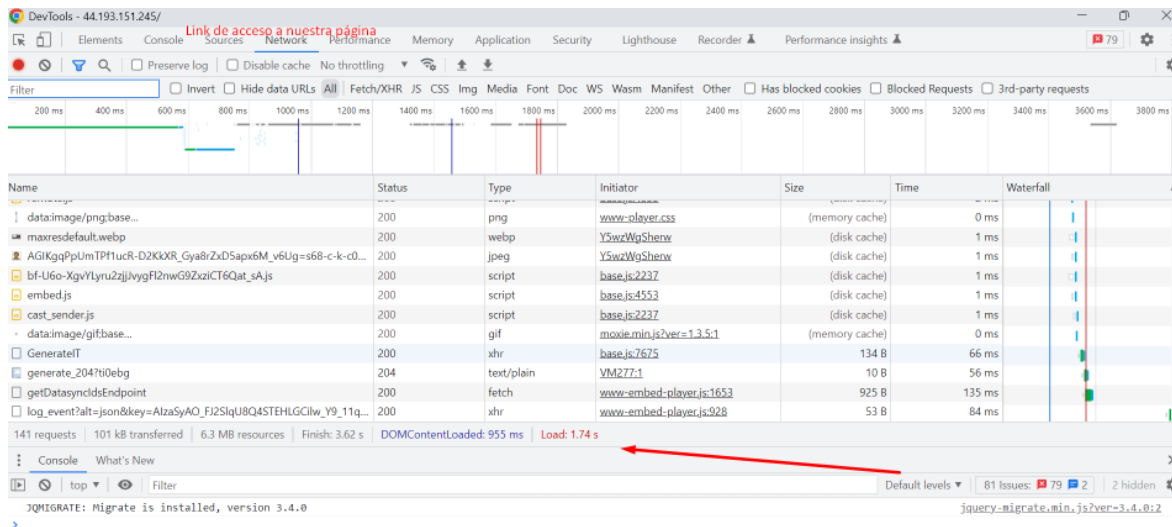 DevTools - 44.193.151.245/
Link de acceso a nuestra página
Elements Console Sources Network Performance Memory Application Security Lighthouse Recorder Performance insights 79
Preserve log Disable cache No throttling
Filter Invert Hide data URLs All Fetch/XHR JS CSS Img Media Font Doc WS Wasm Manifest Other Has blocked cookies Blocked Requests 3rd-party requests
200 ms 400 ms 600 ms 800 ms 1000 ms 1200 ms 1400 ms 1600 ms 1800 ms 2000 ms 2200 ms 2400 ms 2600 ms 2800 ms 3000 ms 3200 ms 3400 ms 3600 ms 3800 ms
Name Status Type Initiator Size Time Waterfall
data:image/png;base... 200 png www-player.css (memory cache) 0 ms
maxresdefault.webp 200 webp Y5wzWgSherw (disk cache) 1 ms
AGIKgqPpUmTPf1ucR-D2KkXR_Gya8rZxD5apx6M_v6Ug=s68-c-k-c0... 200 jpeg Y5wzWgSherw (disk cache) 1 ms
bf-U6o-XgvYLyru2zjjJvygFl2nwG9ZxziCT6Qat_sA.js 200 script base.js:2237 (disk cache) 1 ms
embed.js 200 script base.js:4553 (disk cache) 1 ms
cast_sender.js 200 script base.js:2237 (disk cache) 1 ms
data:image/gif;base... 200 gif moxie.min.js?ver=1.3.5:1 (memory cache) 0 ms
GenerateIT 200 xhr base.js:7675 134 B 66 ms
generate_204?ti0ebg 204 text/plain VM277:1 10 B 56 ms
getDatasyncIdsEndpoint 200 fetch www-embed-player.js:1653 925 B 135 ms
log_event?alt=json&key=AIzaSyAO_FJ2SlqU8Q4STEHLGCilw_Y9_11q... 200 xhr www-embed-player.js:928 53 B 84 ms
141 requests 101 kB transferred 6.3 MB resources Finish: 3.62 s DOMContentLoaded: 955 ms Load: 1.74 s
Console What's New
top Filter Default levels 81 Issues: 79 2 2 hidden
JQMIGRATE: Migrate is installed, version 3.4.0 jquery-migrate.min.js?ver=3.4.0:2